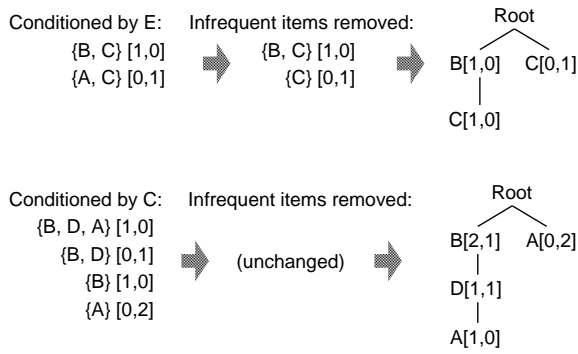 Conditioned by E:
{B, C} [1,0]
{A, C} [0,1]
Infrequent items removed:
{B, C} [1,0]
{C} [0,1]
Root
B[1,0] C[0,1]
C[1,0]
Conditioned by C:
{B, D, A} [1,0]
{B, D} [0,1]
{B} [1,0]
{A} [0,2]
Infrequent items removed:
(unchanged)
Root
B[2,1] A[0,2]
D[1,1]
A[1,0]